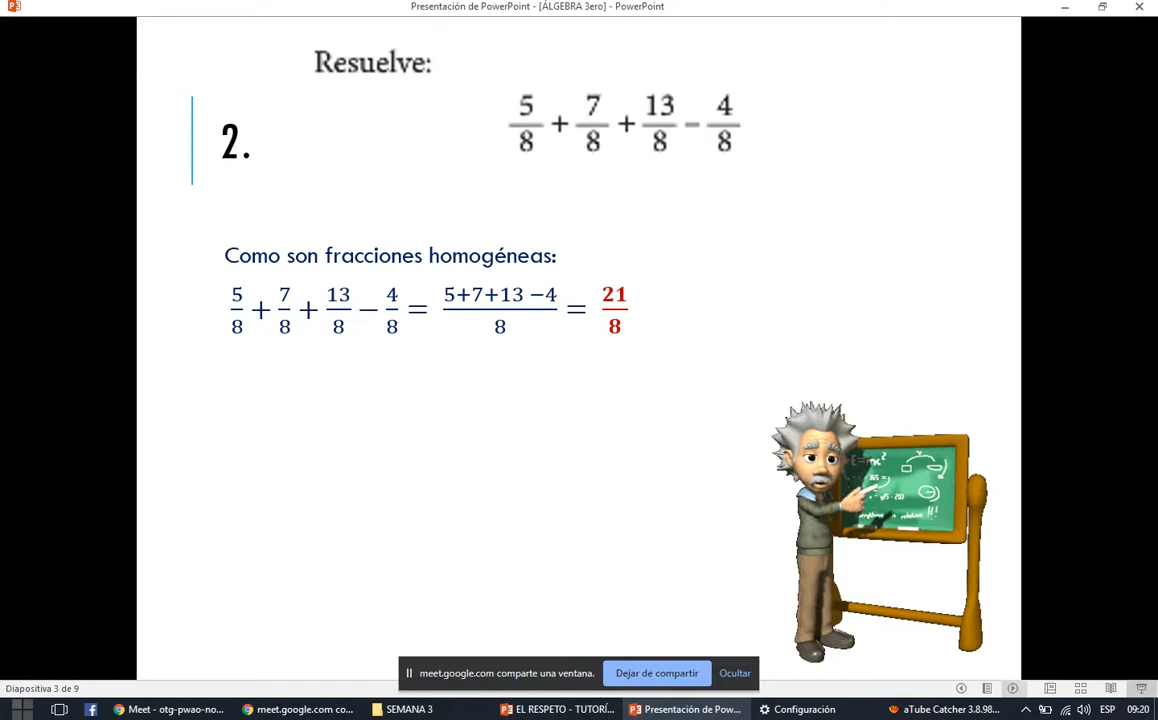 Presentación de PowerPoint - [ÁLGEBRA 3ero] - PowerPoint
Resuelve:
2.
5/8 + 7/8 + 13/8 − 4/8
Como son fracciones homogéneas:
5/8 + 7/8 + 13/8 − 4/8 = (5+7+13 −4)/8 = 21/8
meet.google.com comparte una ventana.
Dejar de compartir
Ocultar
Diapositiva 3 de 9
Meet - otg-pwao-no...
meet.google.com co...
SEMANA 3
EL RESPETO - TUTORÍ...
Presentación de Pow...
Configuración
aTube Catcher 3.8.98...
ESP
09:20